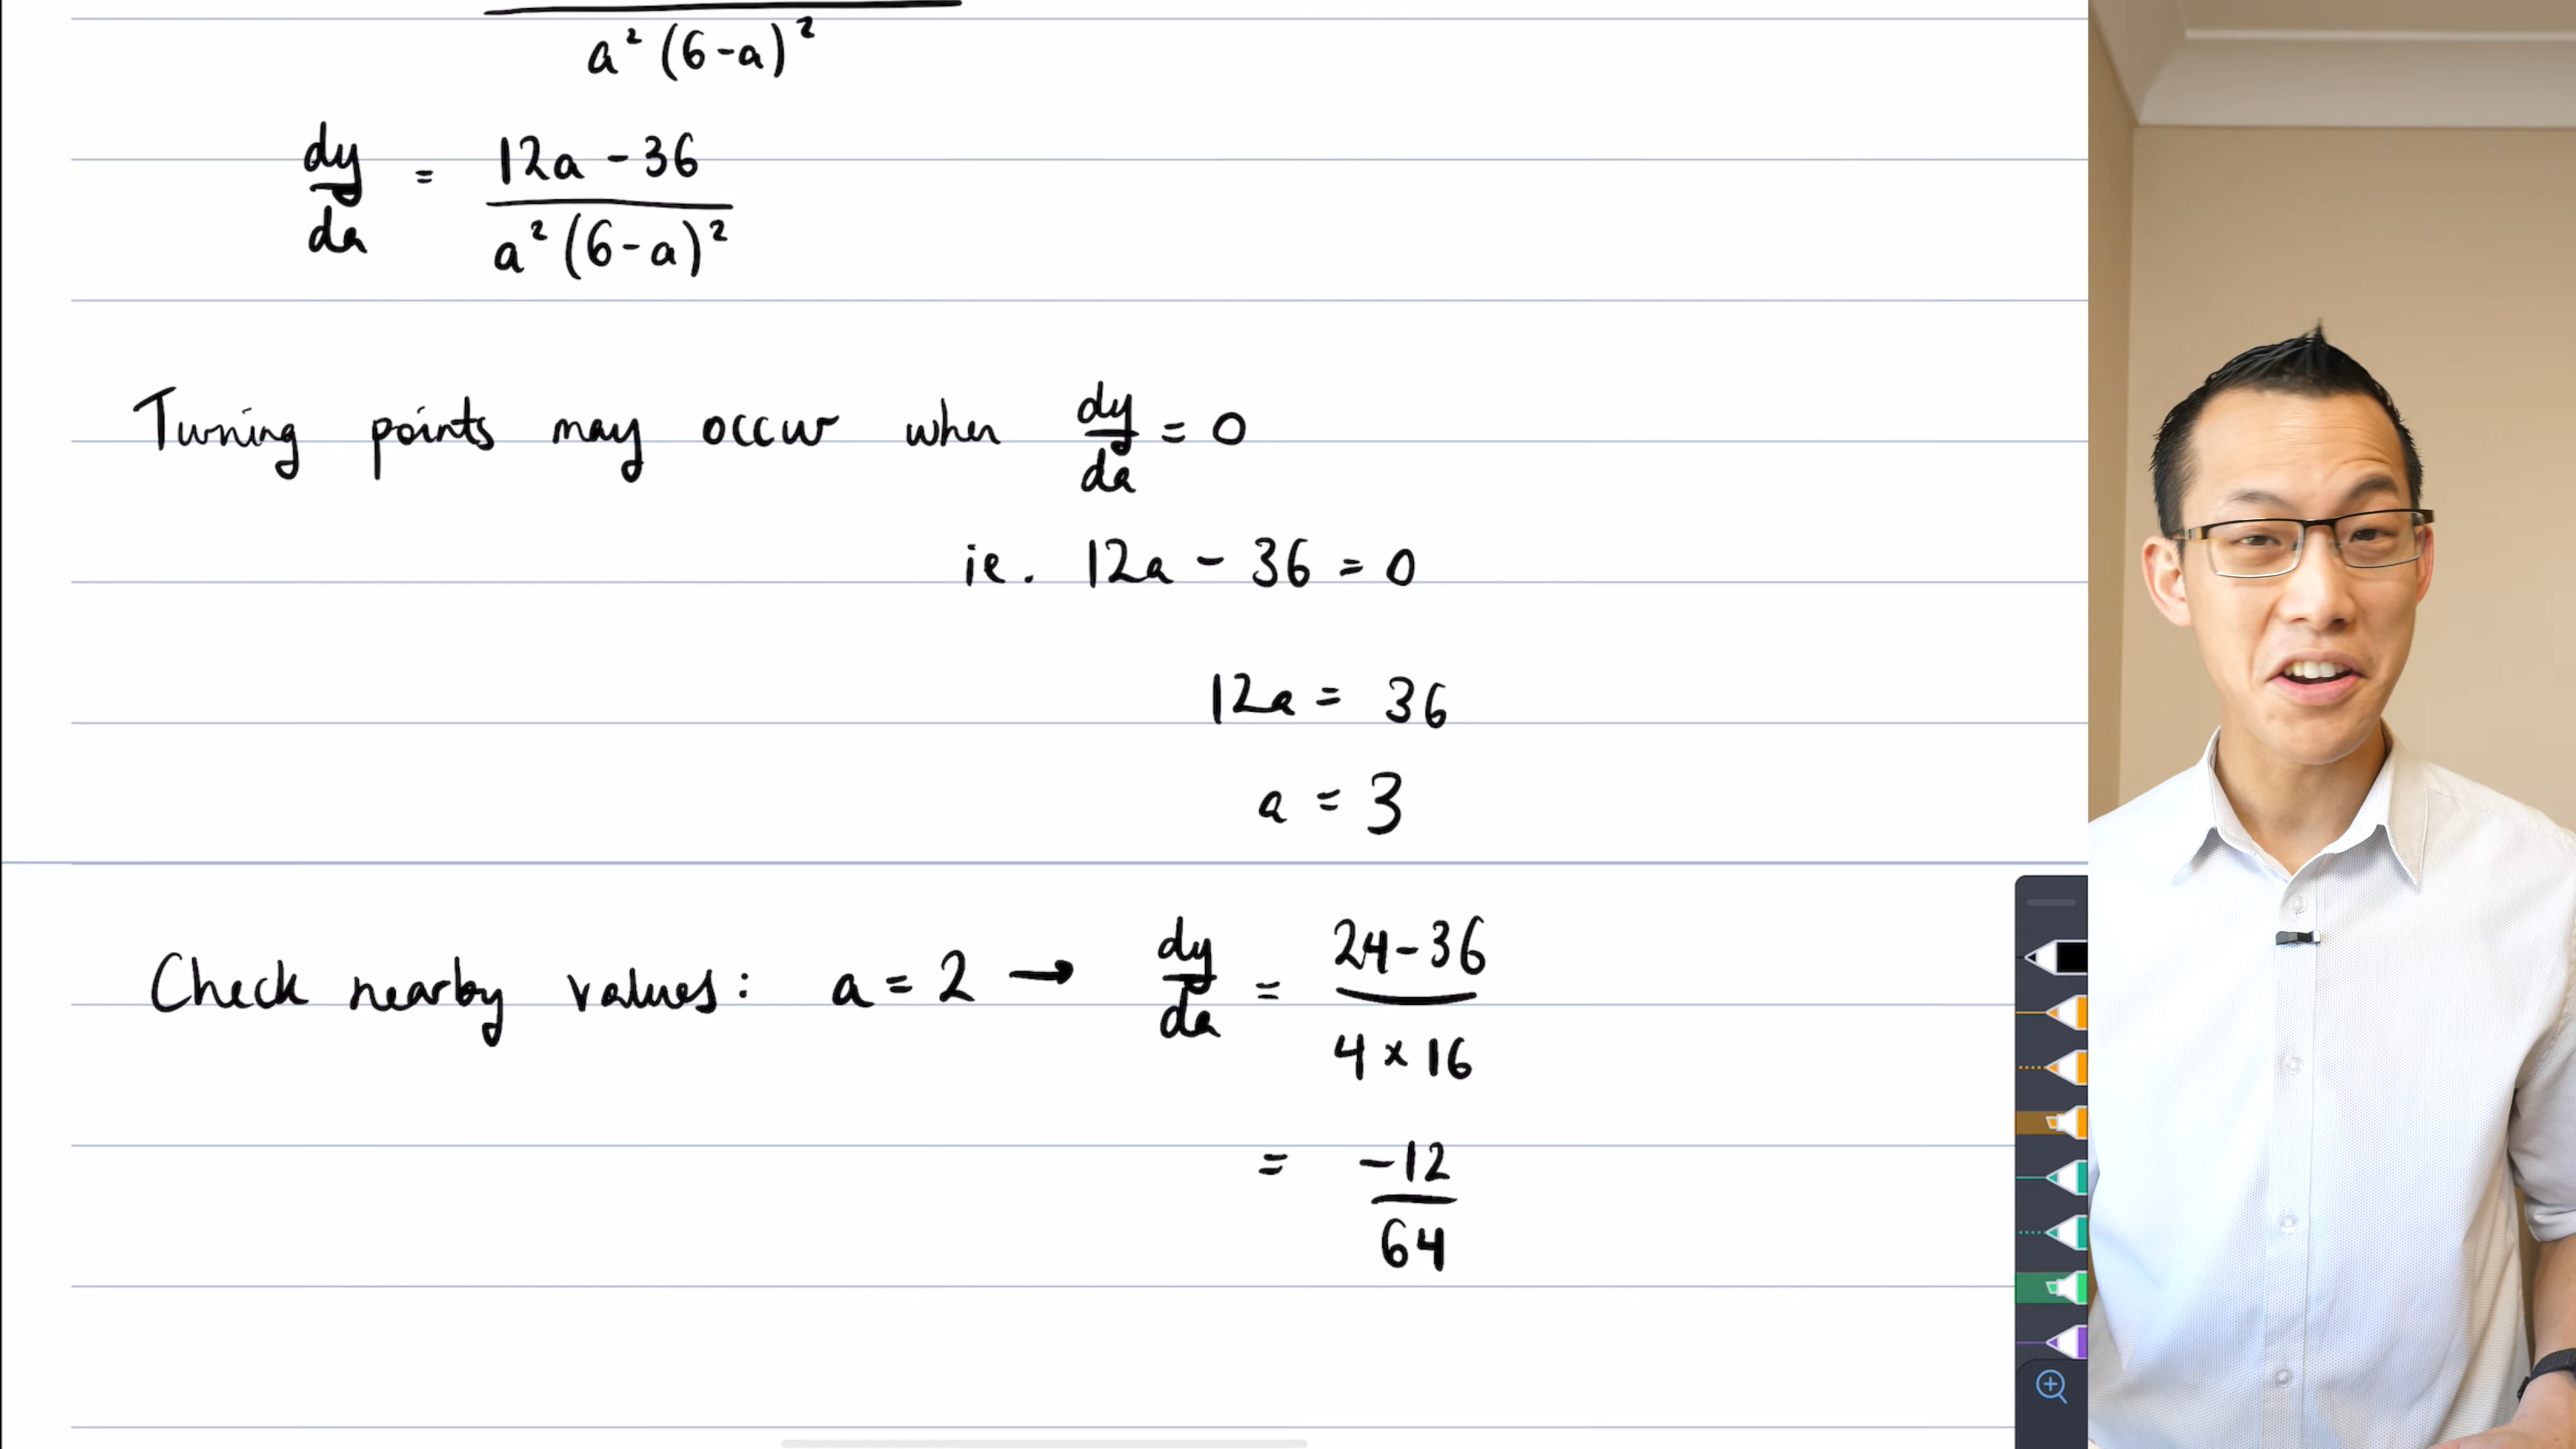 a² (6-a)²
dy/da = (12a - 36)/(a² (6-a)²)
Turning points may occur when dy/da = 0
ie. 12a - 36 = 0
12a = 36
a = 3
Check nearby values: a = 2 → dy/da = (24-36)/(4 × 16)
= -12/64